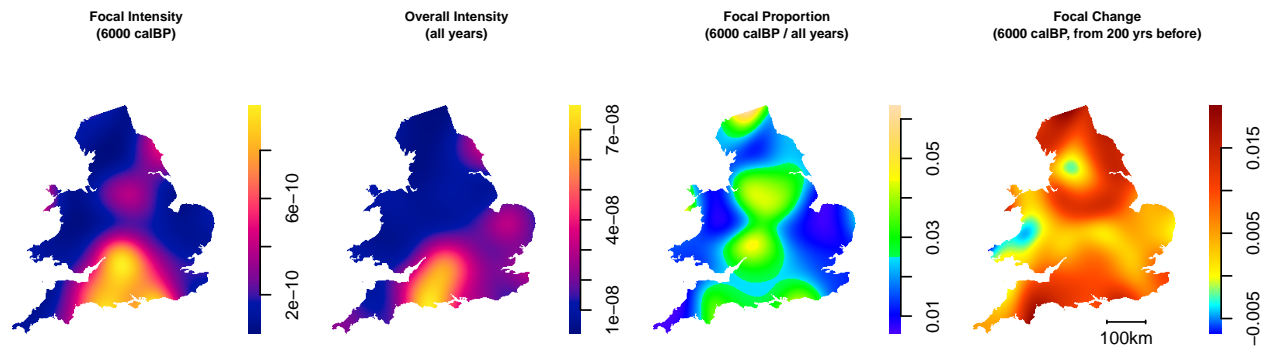 Focal Intensity
(6000 calBP)
2e-10
6e-10
Overall Intensity
(all years)
1e-08
4e-08
7e-08
Focal Proportion
(6000 calBP / all years)
0.01
0.03
0.05
Focal Change
(6000 calBP, from 200 yrs before)
−0.005
0.005
0.015
100km